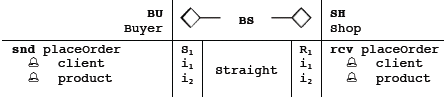 BU BS SH
Buyer Shop
snd placeOrder S₁ R₁ rcv placeOrder
client i₁ Straight i₁ client
product i₂ i₂ product